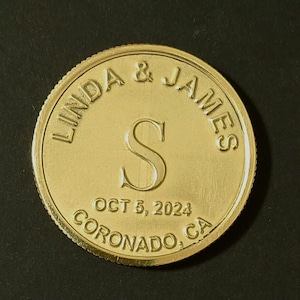 LINDA & JAMES
S
OCT 5, 2024
CORONADO, CA